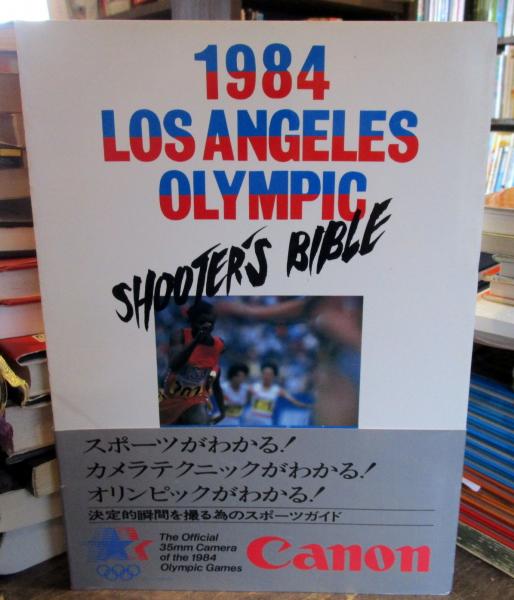 1984
LOS ANGELES
OLYMPIC
SHOOTER'S BIBLE
スポーツがわかる!
カメラテクニックがわかる!
オリンピックがわかる!
決定的瞬間を撮る為のスポーツガイド
The Official
35mm Camera
of the 1984
Olympic Games
Canon